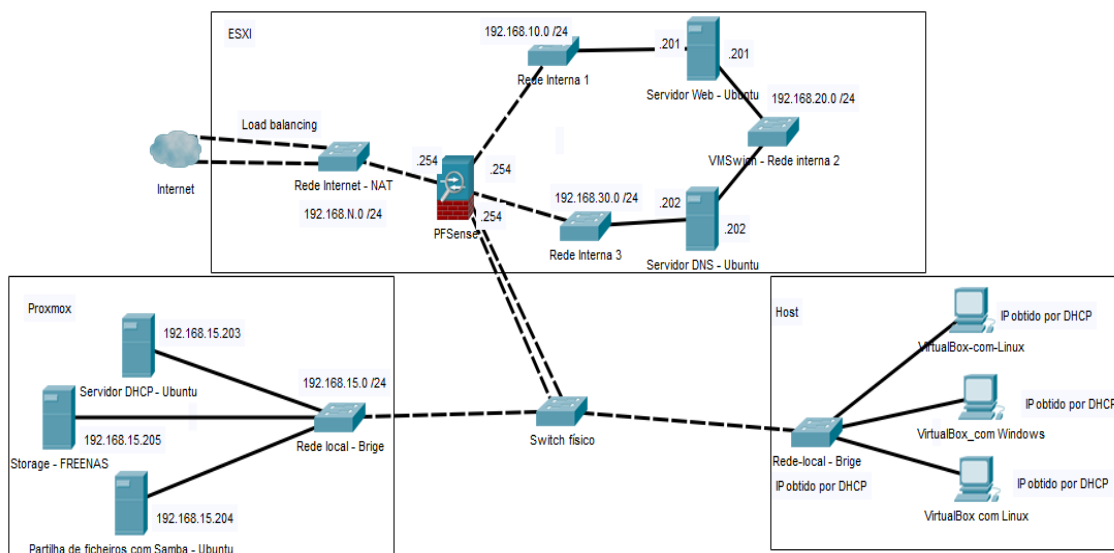 ESXI
192.168.10.0 /24
Rede Interna 1
.201
.201
Servidor Web - Ubuntu
192.168.20.0 /24
VMSwich - Rede interna 2
Load balancing
Internet
Rede Internet - NAT
192.168.N.0 /24
.254
.254
.254
PFSense
192.168.30.0 /24
Rede Interna 3
.202
.202
Servidor DNS - Ubuntu
Proxmox
192.168.15.203
Servidor DHCP - Ubuntu
192.168.15.0 /24
Rede local - Brige
192.168.15.205
Storage - FREENAS
192.168.15.204
Partilha de ficheiros com Samba - Ubuntu
Switch físico
Host
IP obtido por DHCP
VirtualBox-com-Linux
IP obtido por DHCP
VirtualBox_com Windows
Rede-local - Brige
IP obtido por DHCP
IP obtido por DHCP
VirtualBox com Linux